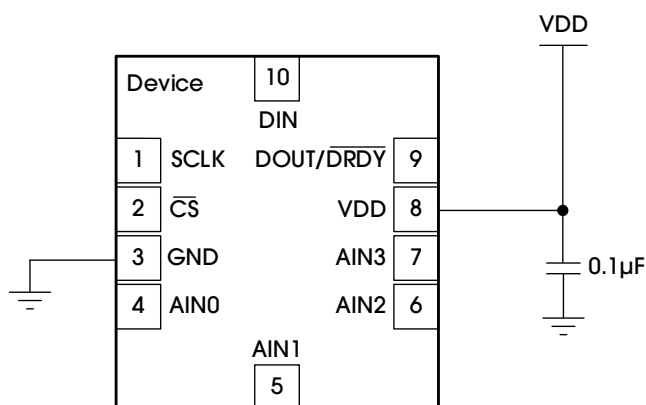 VDD
Device
10
DIN
1 SCLK DOUT/DRDY 9
2 CS VDD 8
3 GND AIN3 7
0.1µF
4 AIN0 AIN2 6
AIN1
5